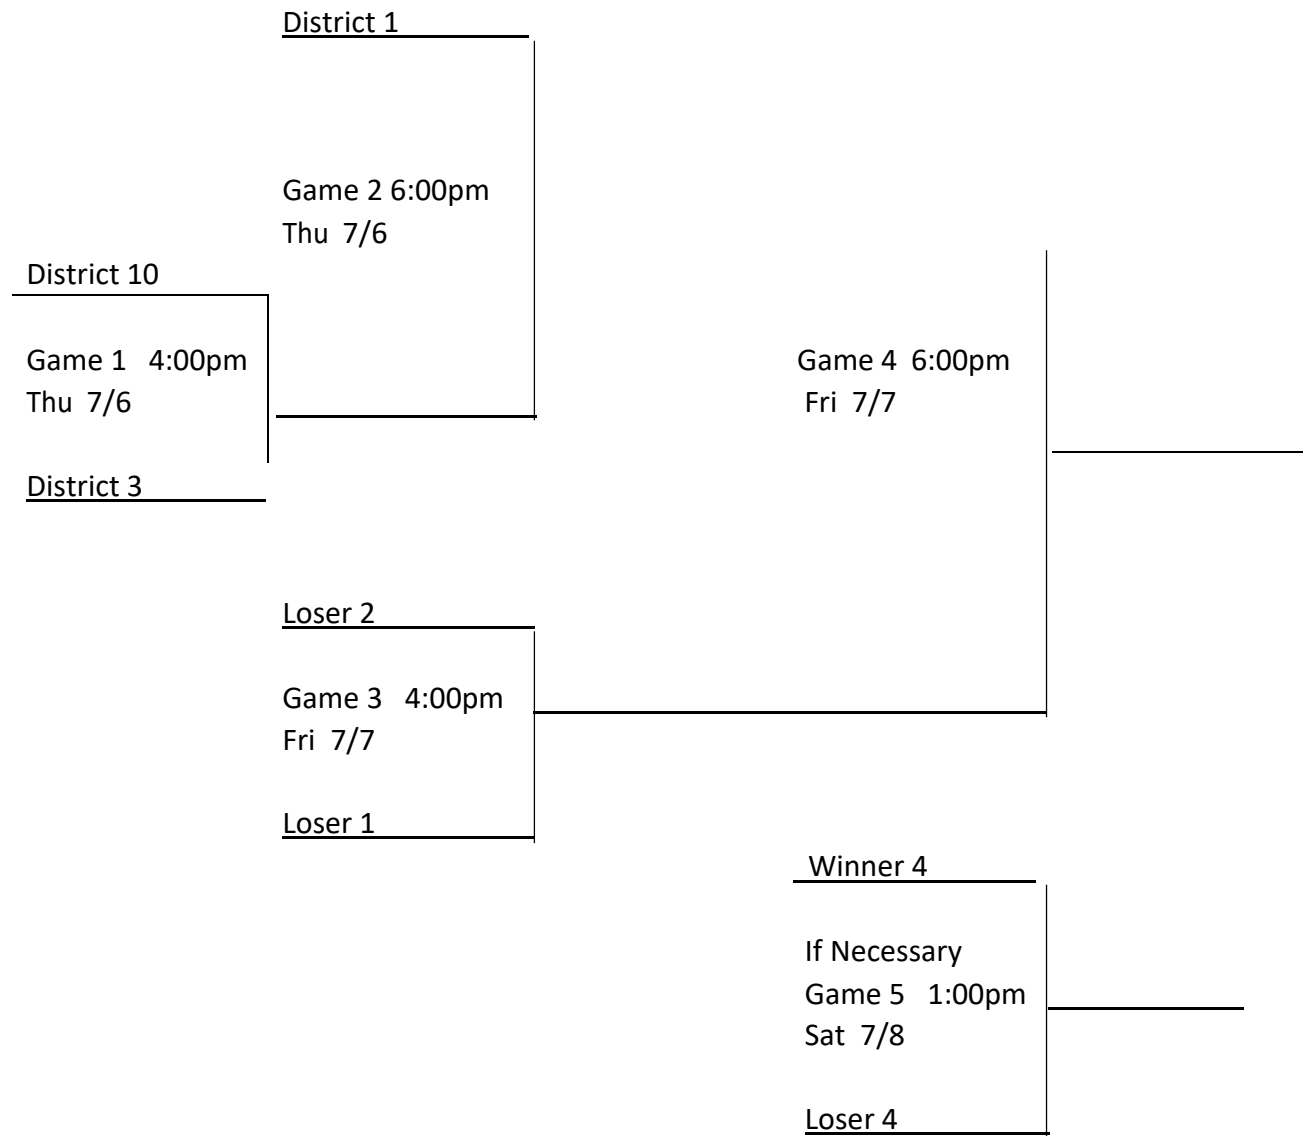 District 1
Game 2 6:00pm
Thu 7/6
District 10
Game 1 4:00pm
Thu 7/6
District 3
Game 4 6:00pm
Fri 7/7
Loser 2
Game 3 4:00pm
Fri 7/7
Loser 1
Winner 4
If Necessary
Game 5 1:00pm
Sat 7/8
Loser 4